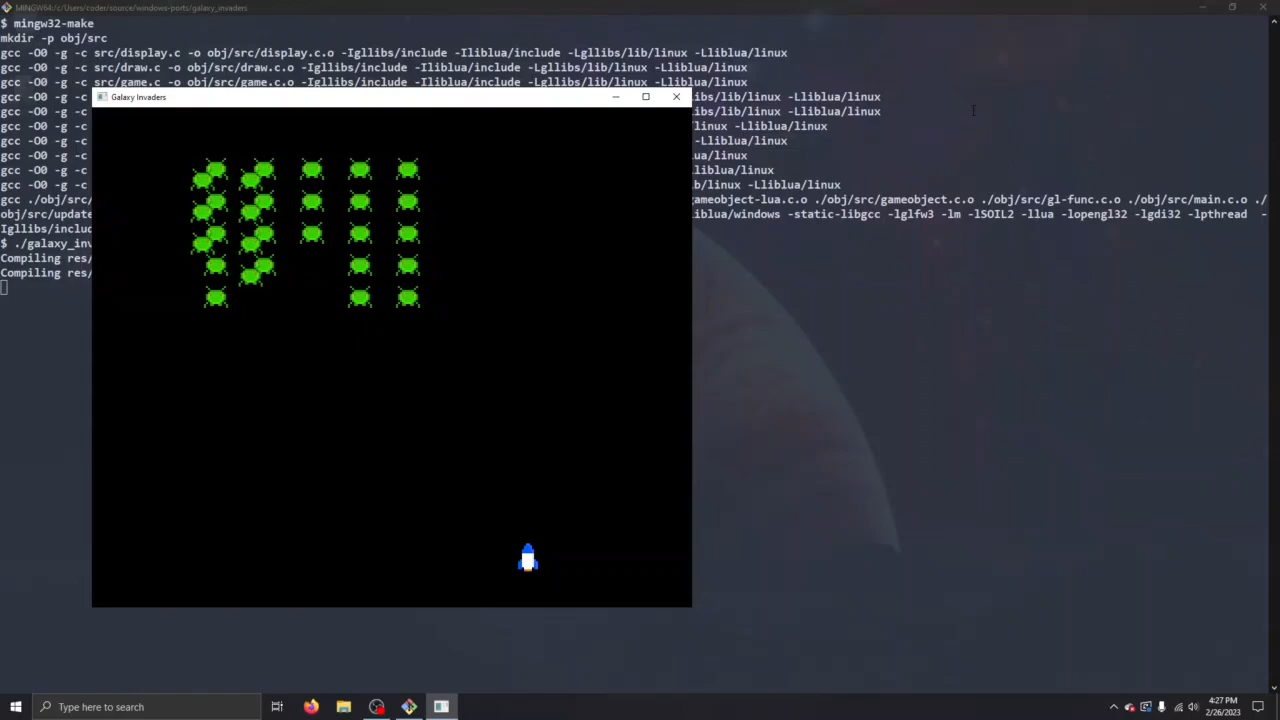 MINGW64:/c/Users/coder/source/windows-ports/galaxy_invaders
$ mingw32-make
mkdir -p obj/src
gcc -O0 -g -c src/display.c -o obj/src/display.c.o -Igllibs/include -Iliblua/include -Lgllibs/lib/linux -Lliblua/linux
gcc -O0 -g -c src/draw.c -o obj/src/draw.c.o -Igllibs/include -Iliblua/include -Lgllibs/lib/linux -Lliblua/linux
gcc -O0 -g -c src/game.c -o obj/src/game.c.o -Igllibs/include -Iliblua/include -Lgllibs/lib/linux -Lliblua/linux
gcc -O0 -g -c
Galaxy Invaders
libs/lib/linux -Lliblua/linux
gcc -O0 -g -c ibs/lib/linux -Lliblua/linux
gcc -O0 -g -c /linux -Lliblua/linux
gcc -O0 -g -c -Lliblua/linux
gcc -O0 -g -c ua/linux
gcc -O0 -g -c lua/linux
gcc -O0 -g -c b/linux -Lliblua/linux
gcc ./obj/src gameobject-lua.c.o ./obj/src/gameobject.c.o ./obj/src/gl-func.c.o ./obj/src/main.c.o ./
obj/src/update iblua/windows -static-libgcc -lglfw3 -lm -lSOIL2 -llua -lopengl32 -lgdi32 -lpthread -
Igllibs/inclu
$ ./galaxy_inv
Compiling res/
Compiling res/
Type here to search
4:27 PM
2/26/2023